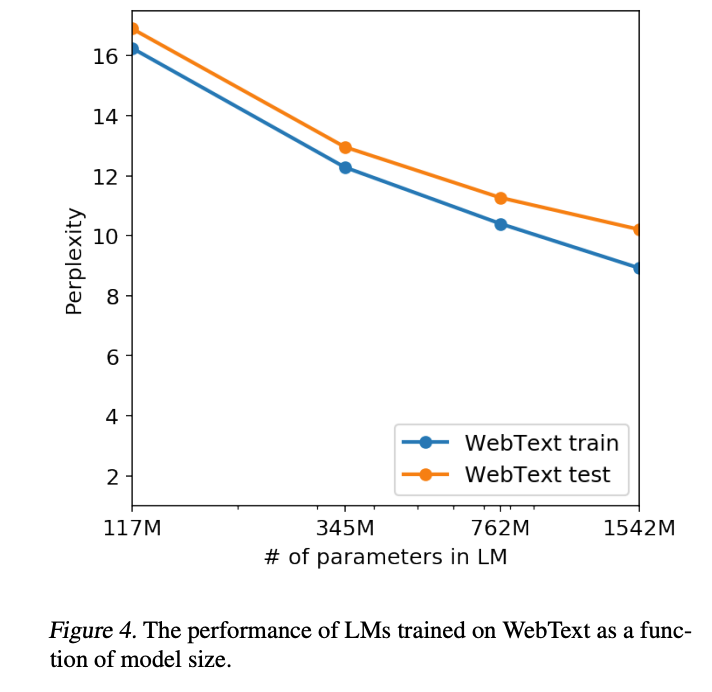 16
14
12
10
8
6
4
2
Perplexity
WebText train
WebText test
117M 345M 762M 1542M
# of parameters in LM
Figure 4. The performance of LMs trained on WebText as a func-
tion of model size.